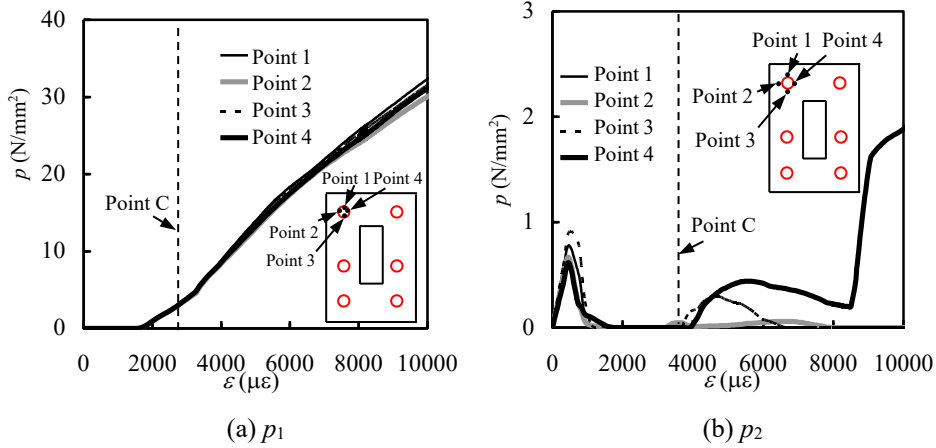 40
30
20
10
0
p (N/mm²)
Point 1
Point 2
Point 3
Point 4
Point C
Point 1 Point 4
Point 2
Point 3
0 2000 4000 6000 8000 10000
ε (με)
(a) p₁
3
2
1
0
p (N/mm²)
Point 1
Point 2
Point 3
Point 4
Point 1
Point 4
Point 2
Point 3
Point C
0 2000 4000 6000 8000 10000
ε (με)
(b) p₂